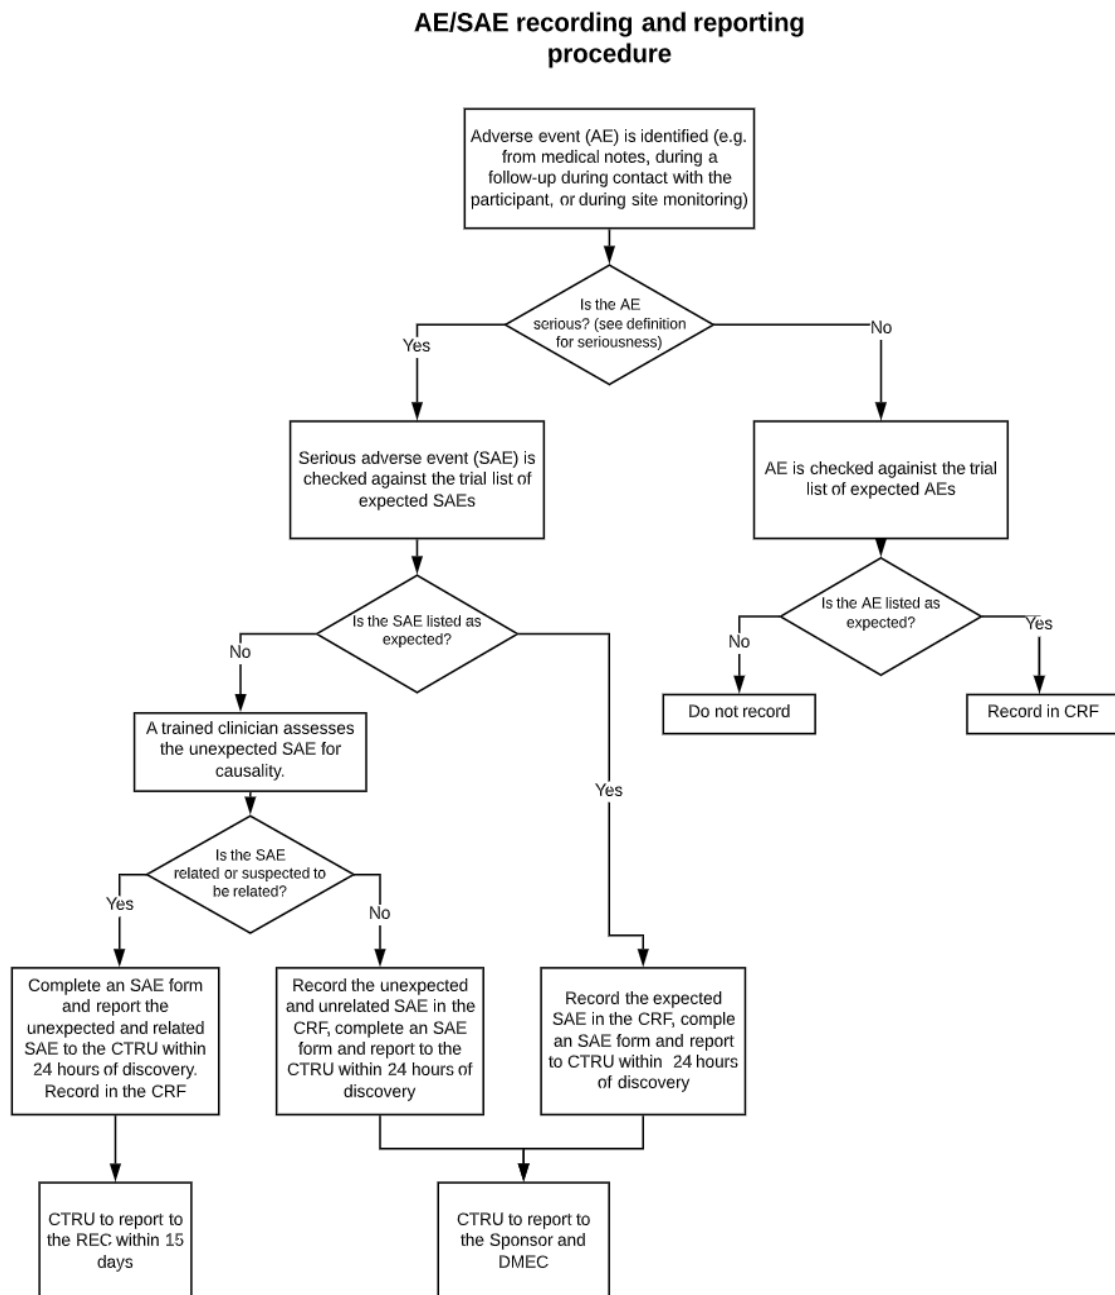 AE/SAE recording and reporting
procedure
Adverse event (AE) is identified (e.g.
from medical notes, during a
follow-up during contact with the
participant, or during site monitoring)
Is the AE
serious? (see definition
for seriousness)
Yes
No
Serious adverse event (SAE) is
checked against the trial list of
expected SAEs
AE is checked againist the trial
list of expected AEs
Is the SAE listed as
expected?
Is the AE listed as
expected?
No
Yes
No
Yes
Do not record
Record in CRF
A trained clinician assesses
the unexpected SAE for
causality.
Is the SAE
related or suspected to
be related?
Yes
No
Complete an SAE form
and report the
unexpected and related
SAE to the CTRU within
24 hours of discovery.
Record in the CRF
Record the unexpected
and unrelated SAE in the
CRF, complete an SAE
form and report to the
CTRU within 24 hours of
discovery
Record the expected
SAE in the CRF, comple
an SAE form and report
to CTRU within 24 hours
of discovery
CTRU to report to
the REC within 15
days
CTRU to report to
the Sponsor and
DMEC